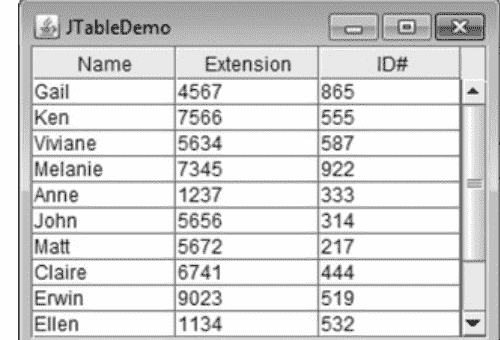 JTableDemo
Name Extension ID#
Gail 4567 865
Ken 7566 555
Viviane 5634 587
Melanie 7345 922
Anne 1237 333
John 5656 314
Matt 5672 217
Claire 6741 444
Erwin 9023 519
Ellen 1134 532